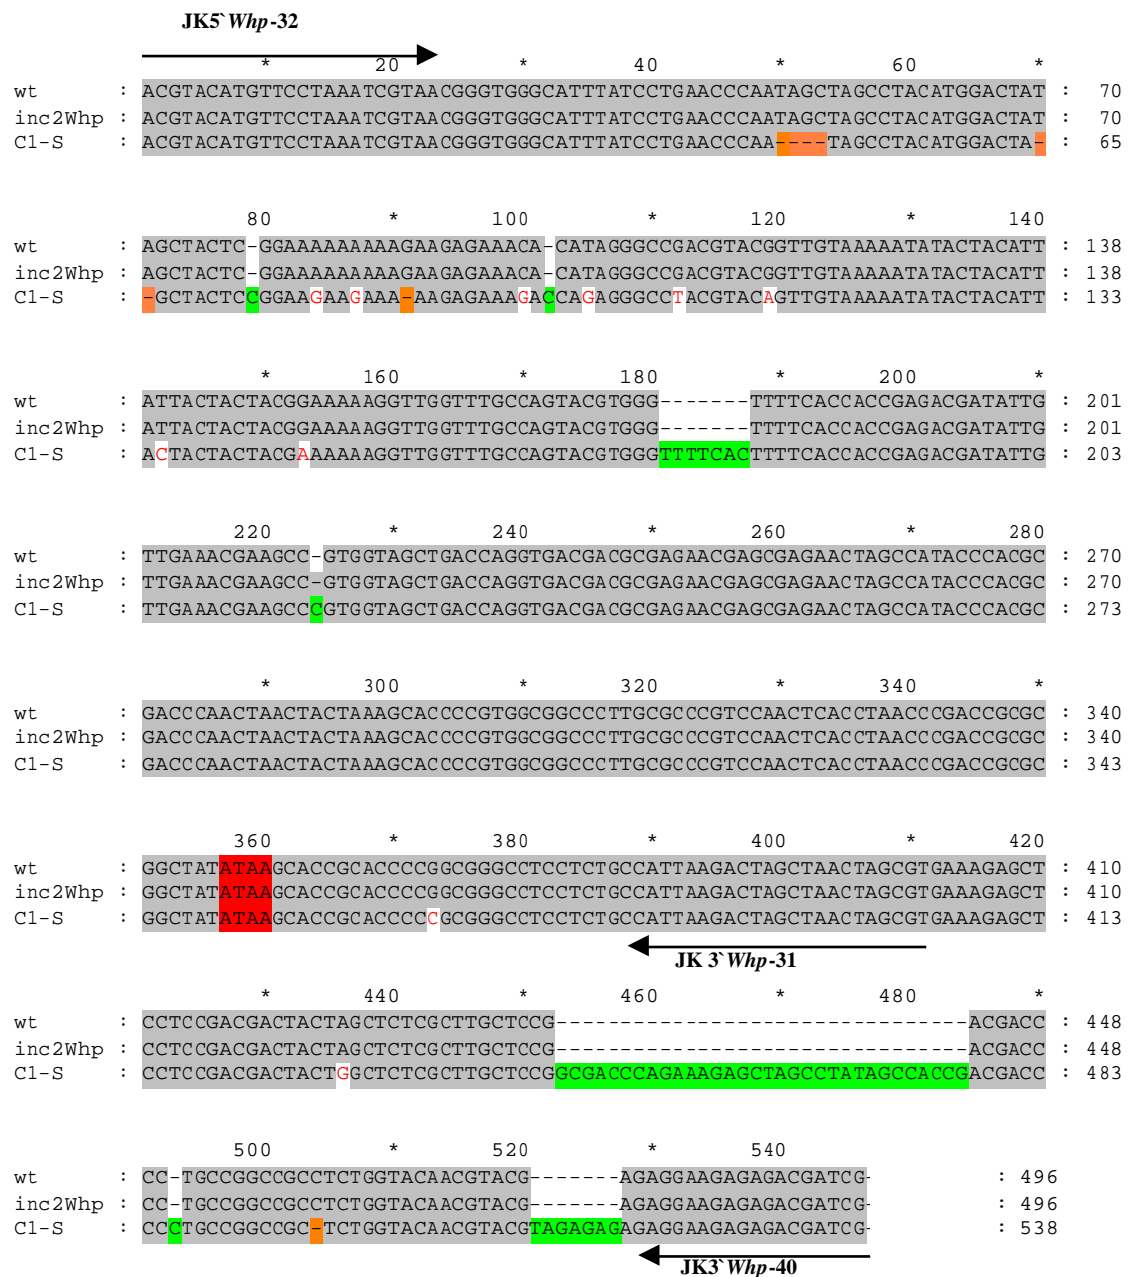 JK5`Whp-32
* 20 * 40 * 60 *
wt : ACGTACATGTTCCTAAATCGTAACGGGTGGGCATTTATCCTGAACCCAATAGCTAGCCTACATGGACTAT : 70
inc2Whp : ACGTACATGTTCCTAAATCGTAACGGGTGGGCATTTATCCTGAACCCAATAGCTAGCCTACATGGACTAT : 70
C1-S : ACGTACATGTTCCTAAATCGTAACGGGTGGGCATTTATCCTGAACCCAA----TAGCCTACATGGACTA- : 65
80 * 100 * 120 * 140
wt : AGCTACTC-GGAAAAAAAAAAGAAGAGAAACA-CATAGGGCCGACGTACGGTTGTAAAAATATACTACATT : 138
inc2Whp : AGCTACTC-GGAAAAAAAAAAGAAGAGAAACA-CATAGGGCCGACGTACGGTTGTAAAAATATACTACATT : 138
C1-S : -GCTACTCCGGAAGAAGAAA-AAGAGAAAGACCAGAGGGCCTACGTACAGTTGTAAAAATATACTACATT : 133
* 160 * 180 * 200 *
wt : ATTACTACTACGGAAAAAGGTTGGTTTGCCAGTACGTGGG-------TTTTCACCACCGAGACGATATTG : 201
inc2Whp : ATTACTACTACGGAAAAAGGTTGGTTTGCCAGTACGTGGG-------TTTTCACCACCGAGACGATATTG : 201
C1-S : ACTACTACTACGAAAAAAGGTTGGTTTGCCAGTACGTGGGTTTTCACTTTTCACCACCGAGACGATATTG : 203
220 * 240 * 260 * 280
wt : TTGAAACGAAGCC-GTGGTAGCTGACCAGGTGACGACGCGAGAACGAGCGAGAACTAGCCATACCCACGC : 270
inc2Whp : TTGAAACGAAGCC-GTGGTAGCTGACCAGGTGACGACGCGAGAACGAGCGAGAACTAGCCATACCCACGC : 270
C1-S : TTGAAACGAAGCCCGTGGTAGCTGACCAGGTGACGACGCGAGAACGAGCGAGAACTAGCCATACCCACGC : 273
* 300 * 320 * 340 *
wt : GACCCAACTAACTACTAAAGCACCCCGTGGCGGCCCTTGCGCCCGTCCAACTCACCTAACCCGACCGCGC : 340
inc2Whp : GACCCAACTAACTACTAAAGCACCCCGTGGCGGCCCTTGCGCCCGTCCAACTCACCTAACCCGACCGCGC : 340
C1-S : GACCCAACTAACTACTAAAGCACCCCGTGGCGGCCCTTGCGCCCGTCCAACTCACCTAACCCGACCGCGC : 343
360 * 380 * 400 * 420
wt : GGCTATATAAGCACCGCACCCCGGCGGGCCTCCTCTGCCATTAAGACTAGCTAACTAGCGTGAAAGAGCT : 410
inc2Whp : GGCTATATAAGCACCGCACCCCGGCGGGCCTCCTCTGCCATTAAGACTAGCTAACTAGCGTGAAAGAGCT : 410
C1-S : GGCTATATAAGCACCGCACCCCCGCGGGCCTCCTCTGCCATTAAGACTAGCTAACTAGCGTGAAAGAGCT : 413
JK 3`Whp-31
* 440 * 460 * 480 *
wt : CCTCCGACGACTACTAGCTCTCGCTTGCTCCG--------------------------------ACGACC : 448
inc2Whp : CCTCCGACGACTACTAGCTCTCGCTTGCTCCG--------------------------------ACGACC : 448
C1-S : CCTCCGACGACTACTGGCTCTCGCTTGCTCCGGCGACCCAGAAAGAGCTAGCCTATAGCCACCGACGACC : 483
500 * 520 * 540
wt : CC-TGCCGGCCGCCTCTGGTACAACGTACG-------AGAGGAAGAGAGACGATCG- : 496
inc2Whp : CC-TGCCGGCCGCCTCTGGTACAACGTACG-------AGAGGAAGAGAGACGATCG- : 496
C1-S : CCCTGCCGGCCGC-TCTGGTACAACGTACGTAGAGAGAGAGGAAGAGAGACGATCG- : 538
JK3`Whp-40